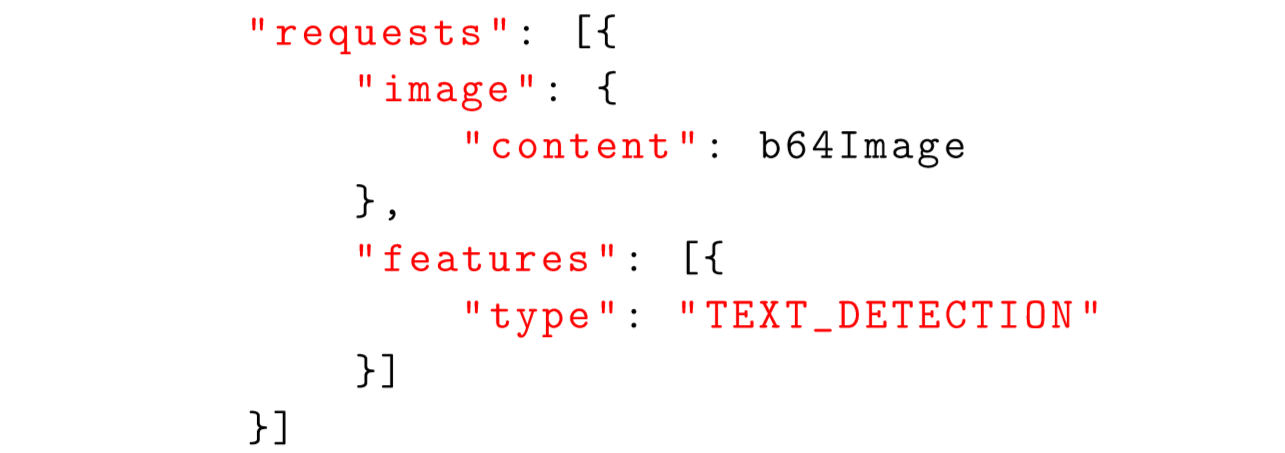 "requests": [{
    "image": {
        "content": b64Image
    },
    "features": [{
        "type": "TEXT_DETECTION"
    }]
}]